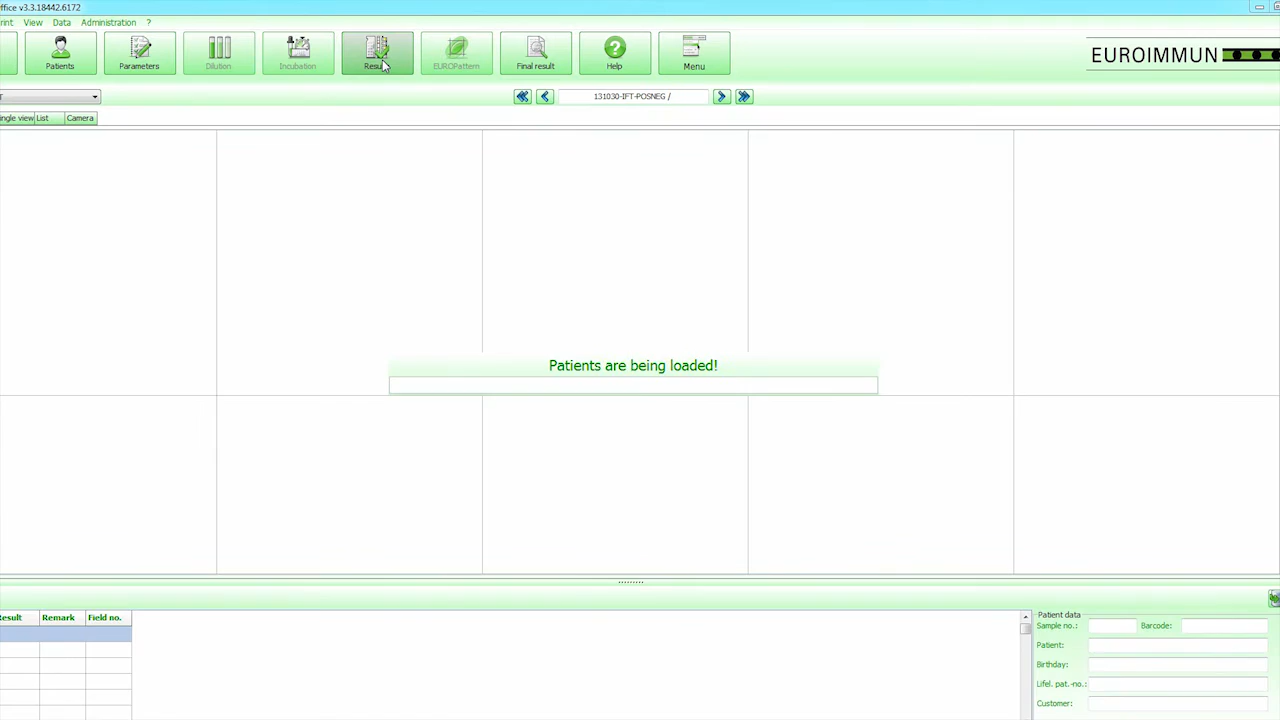 ffice v3.3.18442.6172
rint View Data Administration ?
Patients Parameters Dilution Incubation Result EUROPattern Final result Help Menu
EUROIMMUN
T 131030-IFT-POSNEG /
ingle view List Camera
Patients are being loaded!
Result Remark Field no.
Patient data
Sample no.: Barcode:
Patient:
Birthday:
Lifel. pat.-no.:
Customer: